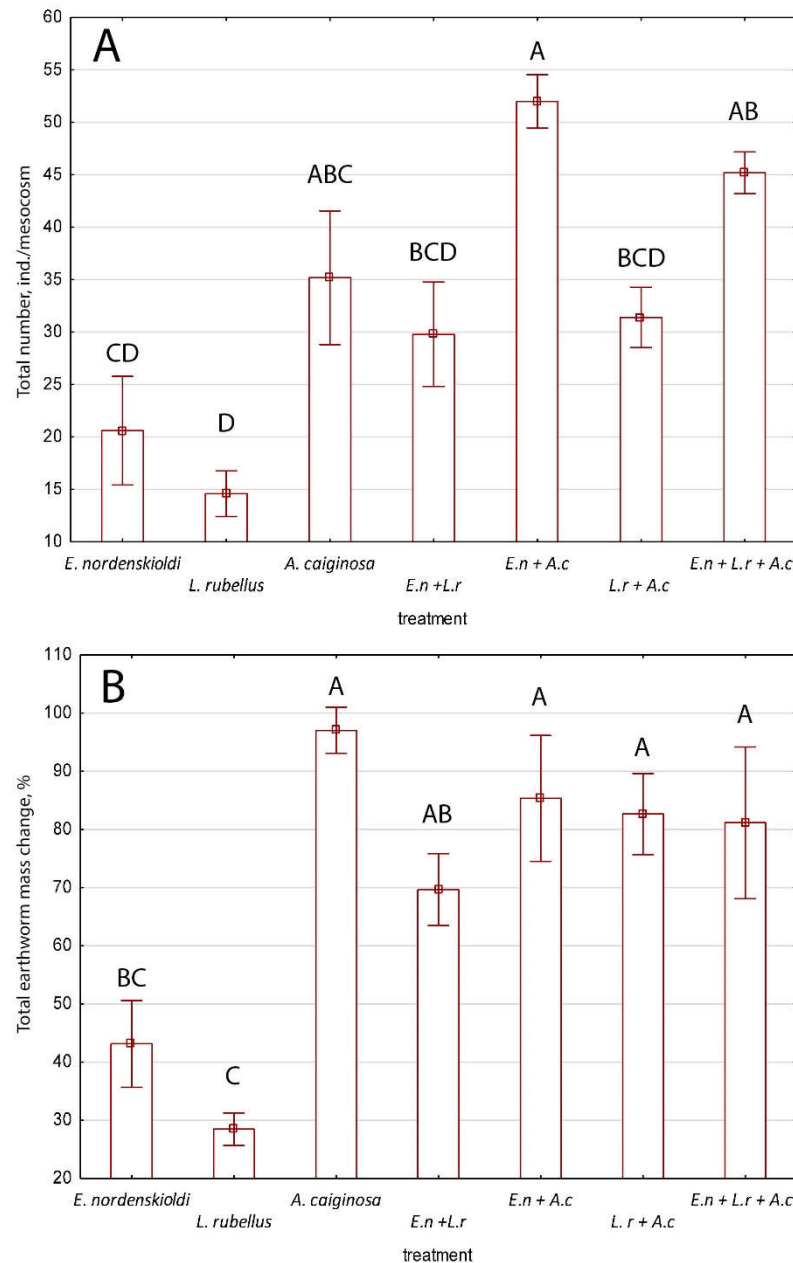 A
Total number, ind./mesocosm
60
55
50
45
40
35
30
25
20
15
10
CD
D
ABC
BCD
A
BCD
AB
E. nordenskioldi
L. rubellus
A. caiginosa
E.n +L.r
E.n + A.c
L.r + A.c
E.n + L.r + A.c
treatment
B
Total earthworm mass change, %
110
100
90
80
70
60
50
40
30
20
BC
C
A
AB
A
A
A
E. nordenskioldi
L. rubellus
A. caiginosa
E.n +L.r
E.n + A.c
L. r + A.c
E.n + L.r + A.c
treatment